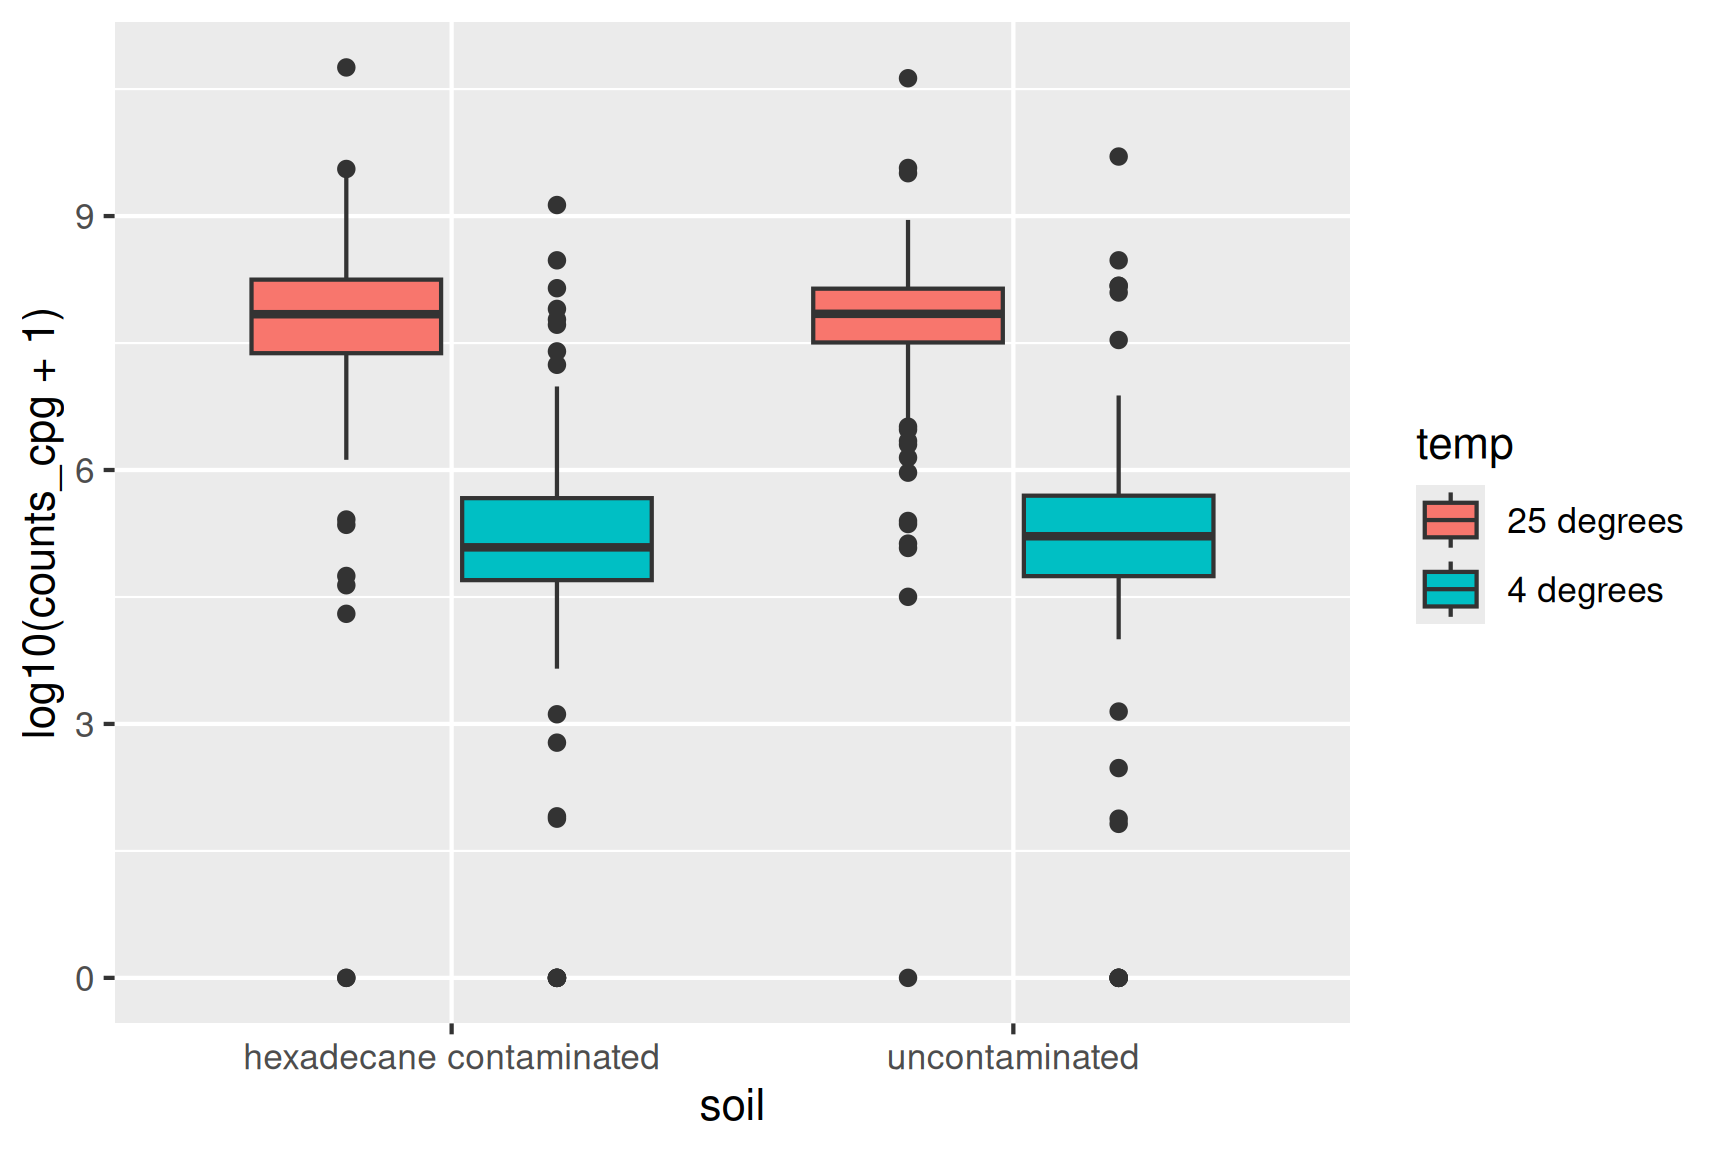 log10(counts_cpg + 1)
9
6
3
0
hexadecane contaminated
uncontaminated
soil
temp
25 degrees
4 degrees